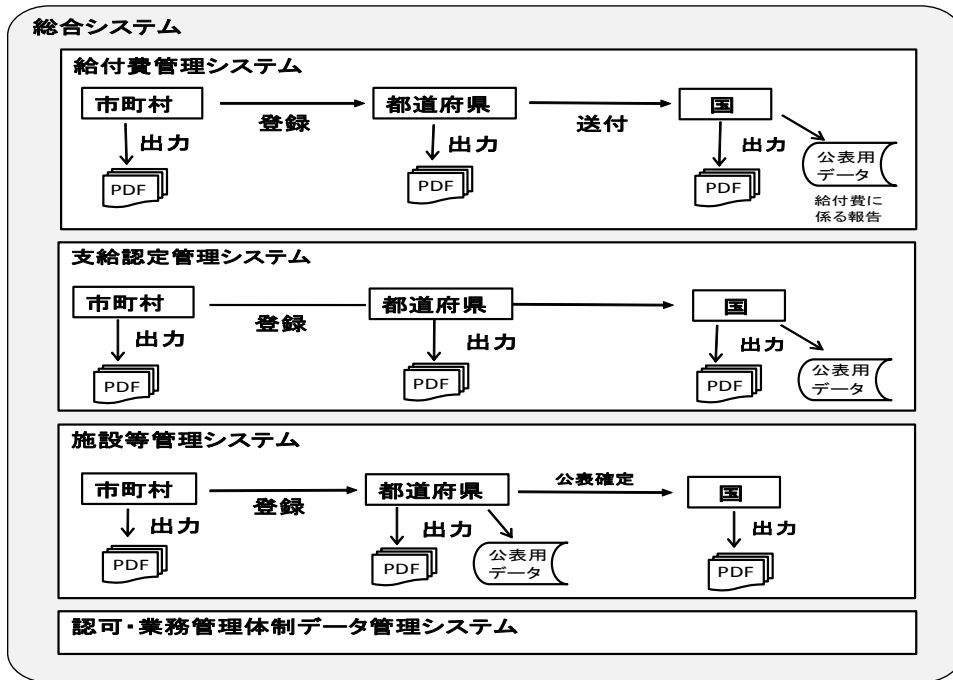 総合システム
給付費管理システム
市町村
都道府県
国
登録
送付
出力
出力
出力
公表用
データ
PDF
PDF
PDF
給付費に
係る報告
支給認定管理システム
市町村
都道府県
国
登録
出力
出力
出力
公表用
データ
PDF
PDF
PDF
施設等管理システム
公表確定
市町村
都道府県
国
登録
出力
出力
出力
公表用
データ
PDF
PDF
PDF
認可・業務管理体制データ管理システム